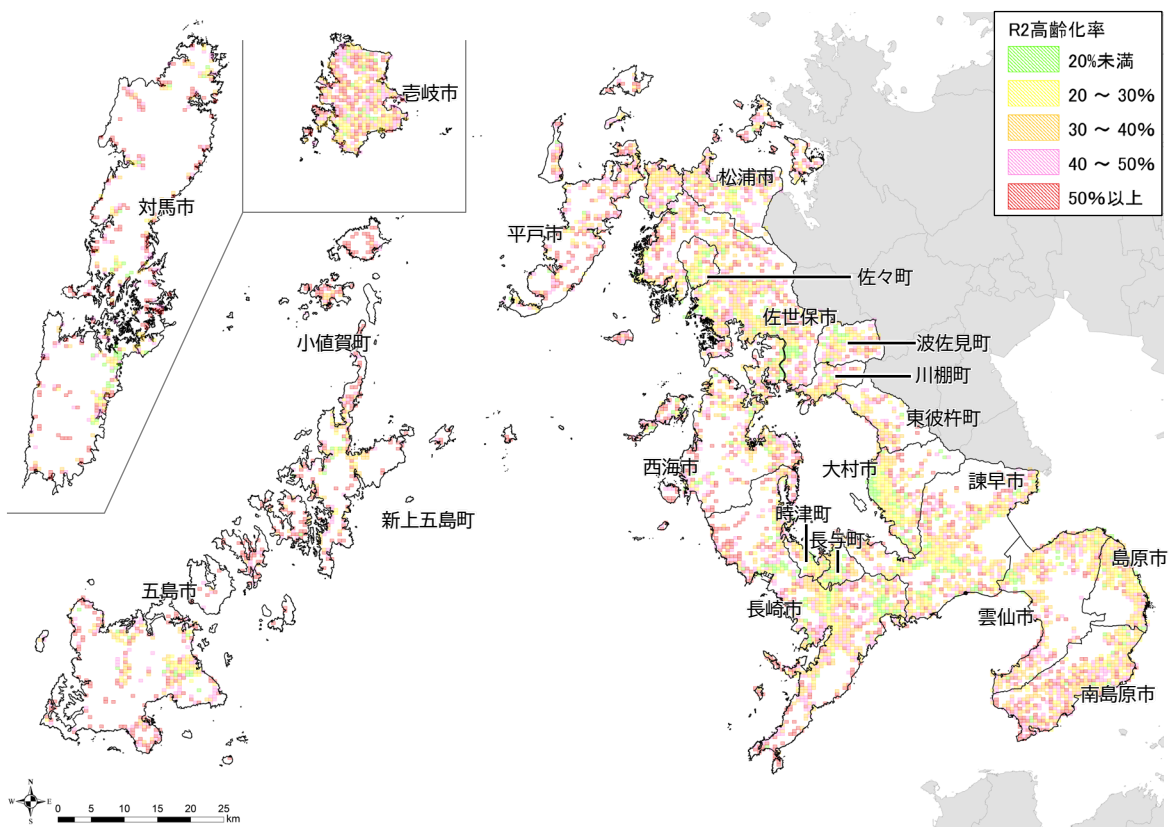 R2高齢化率
20%未満
20 ～ 30%
30 ～ 40%
40 ～ 50%
50%以上
壱岐市
対馬市
松浦市
平戸市
佐々町
佐世保市
波佐見町
川棚町
小値賀町
東彼杵町
西海市
大村市
諫早市
時津町
長与町
新上五島町
島原市
五島市
長崎市
雲仙市
南島原市
N
W
E
S
0 5 10 15 20 25
km